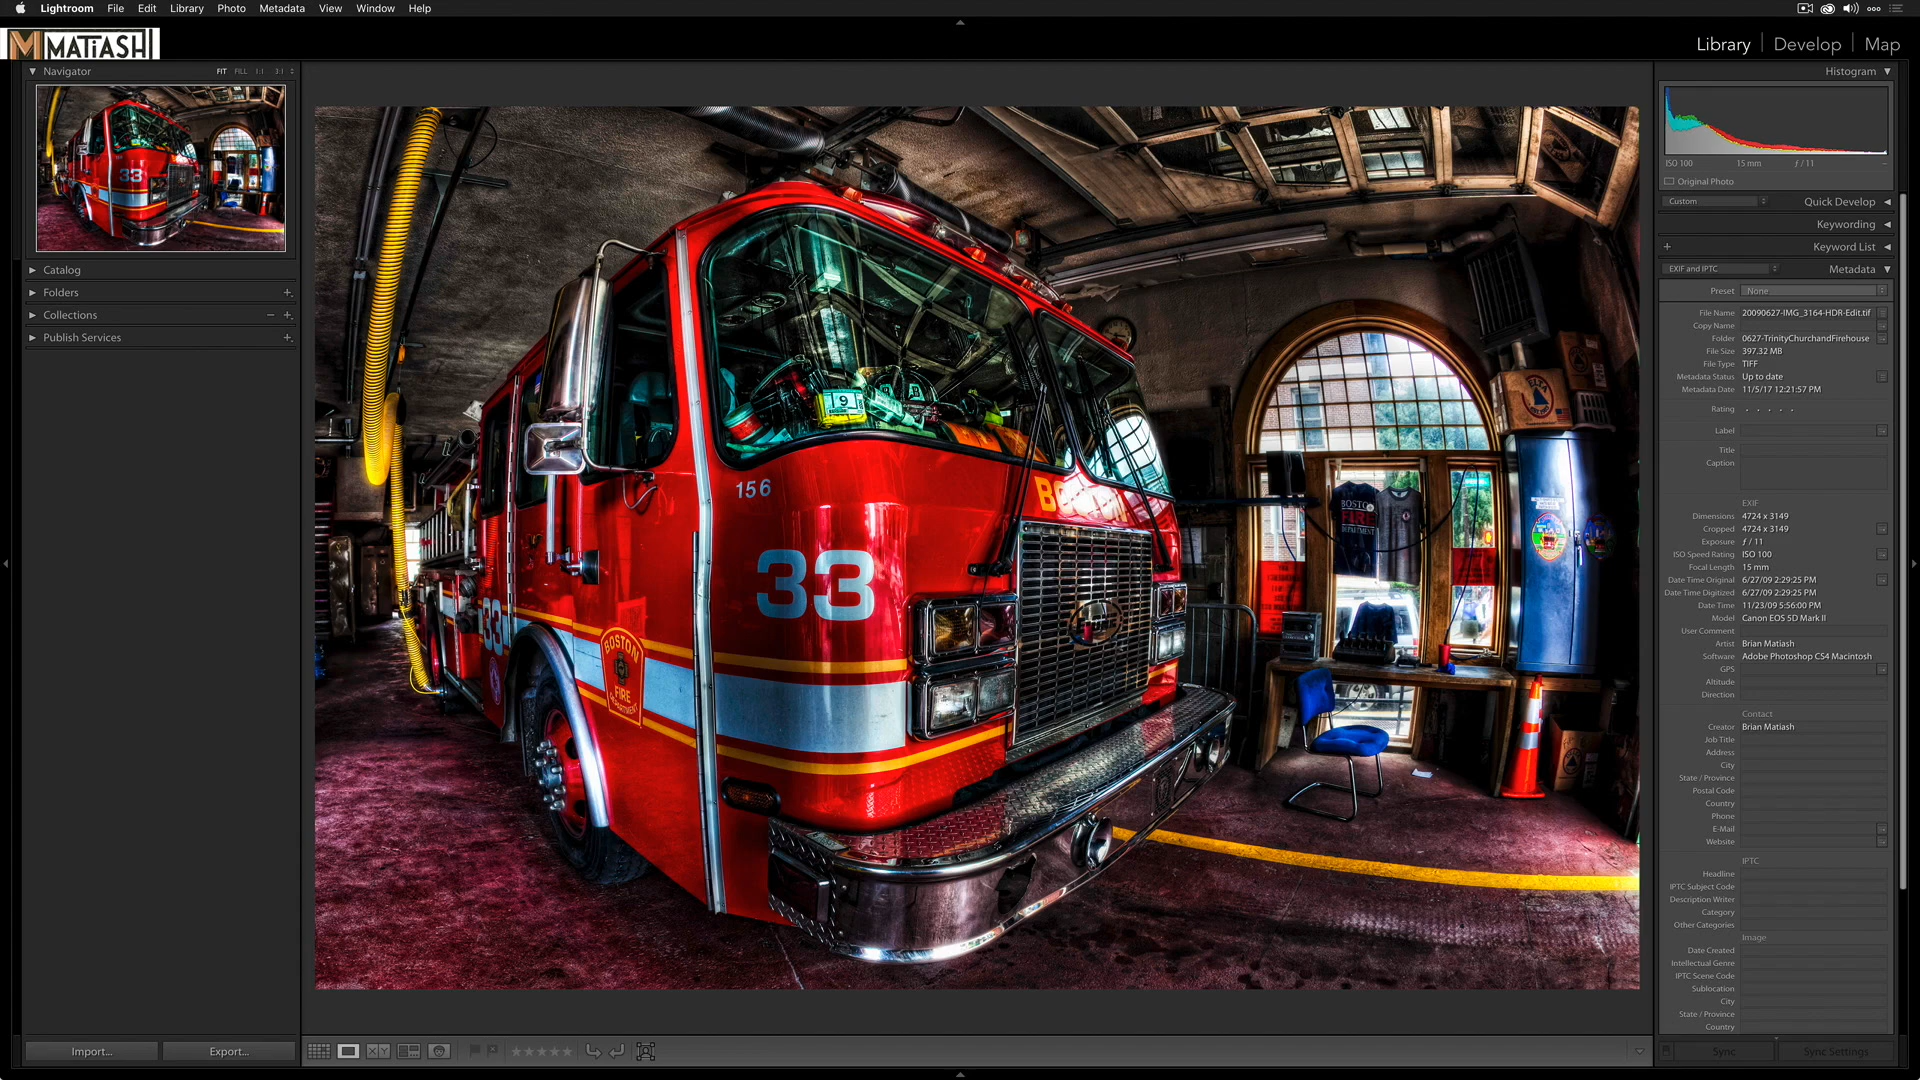 Lightroom File Edit Library Photo Metadata View Window Help
MATIASH
Library | Develop | Map
Navigator FIT FILL 1:1 3:1
Catalog
Folders
Collections
Publish Services
Import...
Export...
156
33
33
BOSTON
BOSTON
FIRE
DEPARTMENT
9
BOSTON
FIRE
DEPARTMENT
Histogram
ISO 100 15 mm ƒ / 11
Original Photo
Custom Quick Develop
Keywording
Keyword List
EXIF and IPTC Metadata
Preset None
File Name 20090627-IMG_3164-HDR-Edit.tif
Copy Name
Folder 0627-TrinityChurchandFirehouse
File Size 397.32 MB
File Type TIFF
Metadata Status Up to date
Metadata Date 11/5/17 12:21:57 PM
Rating . . . . .
Label
Title
Caption
EXIF
Dimensions 4724 x 3149
Cropped 4724 x 3149
Exposure ƒ / 11
ISO Speed Rating ISO 100
Focal Length 15 mm
Date Time Original 6/27/09 2:29:25 PM
Date Time Digitized 6/27/09 2:29:25 PM
Date Time 11/23/09 5:56:00 PM
Model Canon EOS 5D Mark II
User Comment
Artist Brian Matiash
Software Adobe Photoshop CS4 Macintosh
GPS
Altitude
Direction
Contact
Creator Brian Matiash
Job Title
Address
City
State / Province
Postal Code
Country
Phone
E-Mail
Website
IPTC
Headline
IPTC Subject Code
Description Writer
Category
Other Categories
Image
Date Created
Intellectual Genre
IPTC Scene Code
Sublocation
City
State / Province
Country
Sync
Sync Settings